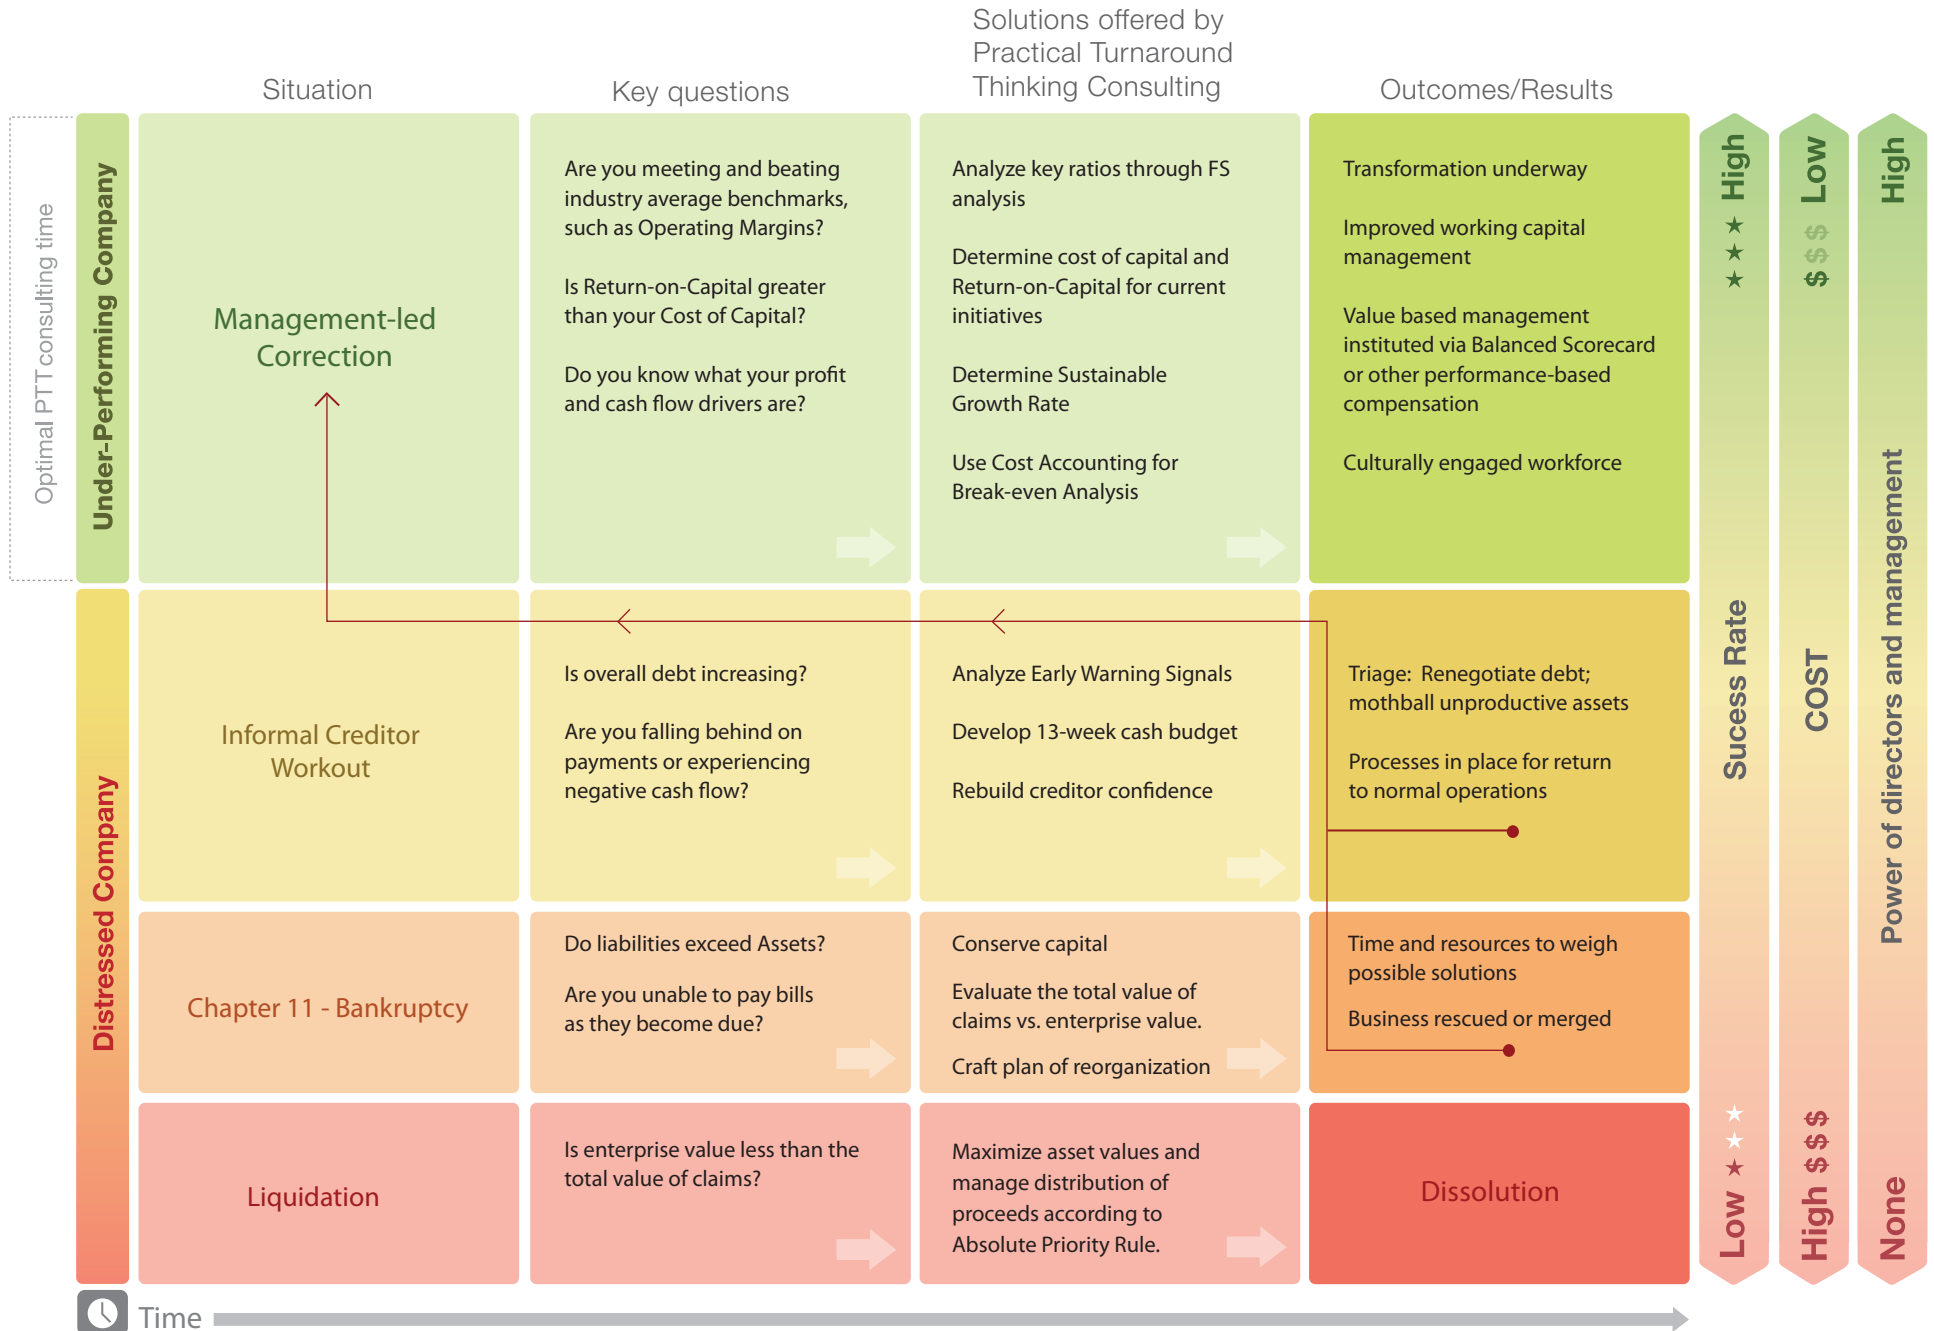 Situation
Key questions
Solutions offered by
Practical Turnaround
Thinking Consulting
Outcomes/Results
Optimal PTT consulting time
Under-Performing Company
Management-led
Correction
Are you meeting and beating
industry average benchmarks,
such as Operating Margins?
Is Return-on-Capital greater
than your Cost of Capital?
Do you know what your profit
and cash flow drivers are?
Analyze key ratios through FS
analysis
Determine cost of capital and
Return-on-Capital for current
initiatives
Determine Sustainable
Growth Rate
Use Cost Accounting for
Break-even Analysis
Transformation underway
Improved working capital
management
Value based management
instituted via Balanced Scorecard
or other performance-based
compensation
Culturally engaged workforce
Distressed Company
Informal Creditor
Workout
Is overall debt increasing?
Are you falling behind on
payments or experiencing
negative cash flow?
Analyze Early Warning Signals
Develop 13-week cash budget
Rebuild creditor confidence
Triage: Renegotiate debt;
mothball unproductive assets
Processes in place for return
to normal operations
Chapter 11 - Bankruptcy
Do liabilities exceed Assets?
Are you unable to pay bills
as they become due?
Conserve capital
Evaluate the total value of
claims vs. enterprise value.
Craft plan of reorganization
Time and resources to weigh
possible solutions
Business rescued or merged
Liquidation
Is enterprise value less than the
total value of claims?
Maximize asset values and
manage distribution of
proceeds according to
Absolute Priority Rule.
Dissolution
Low ★ ★ ★ Sucess Rate ★ ★ ★ High
High $ $ $ COST $ $ $ Low
None Power of directors and management High
Time